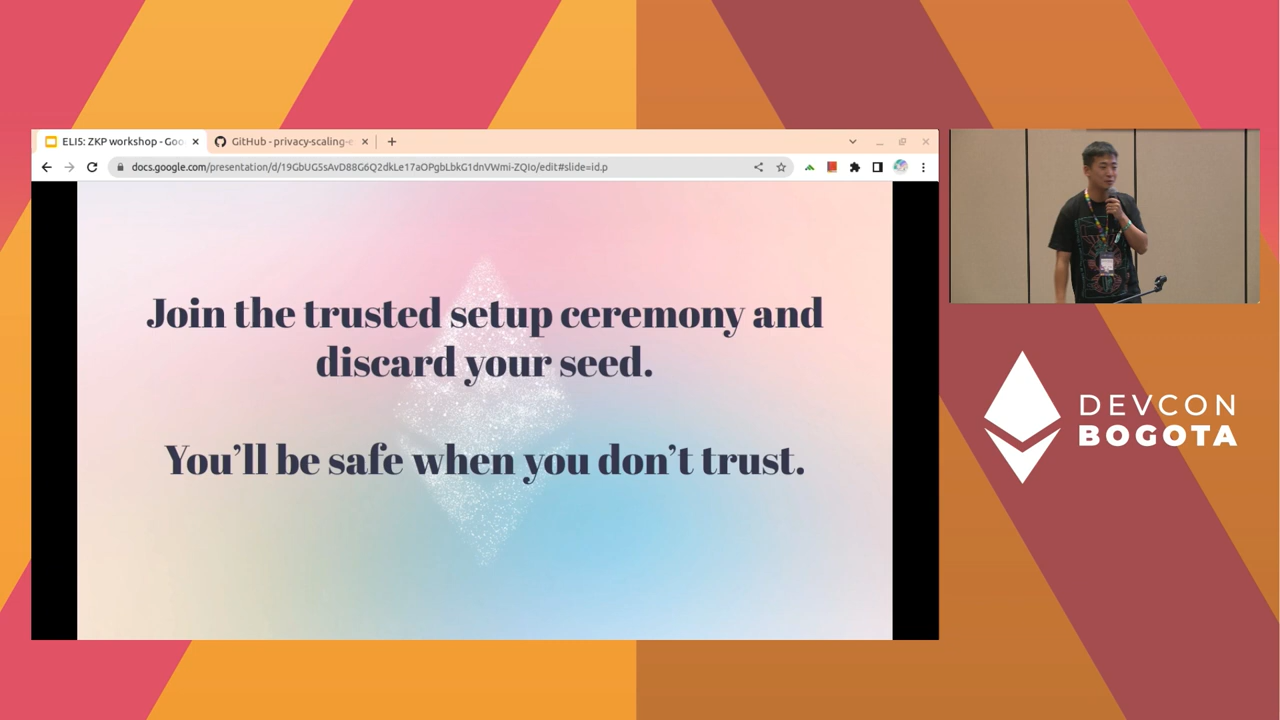 ELI5: ZKP workshop - Goo
GitHub - privacy-scaling-e
docs.google.com/presentation/d/19GbUG5sAvD88G6Q2dkLe17aOPgbLbkG1dnVWmi-ZQIo/edit#slide=id.p
Join the trusted setup ceremony and
discard your seed.
You’ll be safe when you don’t trust.
DEVCON
BOGOTA